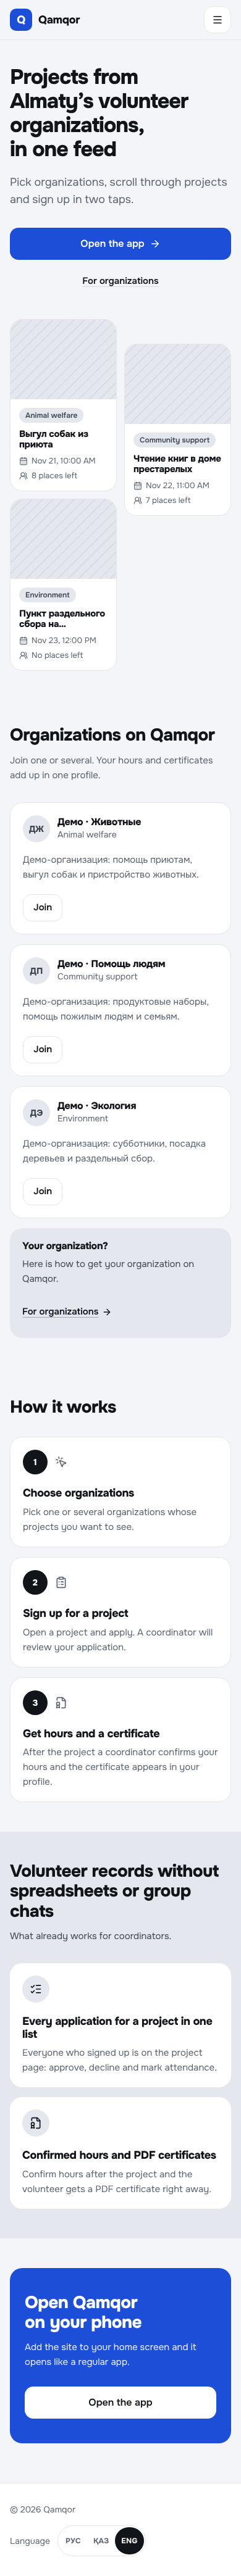 Q Qamqor
Projects from
Almaty’s volunteer
organizations,
in one feed
Projects by organizations, scroll through projects
and sign up in two taps.
Open the app →
For organizations
Animal welfare
Выгул собак из
приюта
Nov 21, 10:00 AM
8 places left
Community support
Чтение книг в доме
престарелых
Nov 22, 11:00 AM
7 places left
Environment
Пункт раздельного
сбора на...
Nov 23, 12:00 PM
No places left
Organizations on Qamqor
Join one or several. Your hours and certificates
add up in one profile.
ДЖ
Демо · Животные
Animal welfare
Демо-организация: помощь приютам,
выгул собак и пристройство животных.
Join
ДП
Демо · Помощь людям
Community support
Демо-организация: продуктовые наборы,
помощь пожилым людям и семьям.
Join
ДЭ
Демо · Экология
Environment
Демо-организация: субботники, посадка
деревьев и раздельный сбор.
Join
Your organization?
Here is how to get your organization on
Qamqor.
For organizations →
How it works
1
Choose organizations
Pick one or several organizations whose
projects you want to see.
2
Sign up for a project
Open a project and apply. A coordinator will
review your application.
3
Get hours and a certificate
After the project a coordinator confirms your
hours and the certificate appears in your
profile.
Volunteer records without
spreadsheets or group
chats
What already works for coordinators.
Every application for a project in one
list
Everyone who signed up is on the project
page: approve, decline and mark attendance.
Confirmed hours and PDF certificates
Confirm hours after the project and the
volunteer gets a PDF certificate right away.
Open Qamqor
on your phone
Add the site to your home screen and it
opens like a regular app.
Open the app
© 2026 Qamqor
Language РУС ҚАЗ ENG